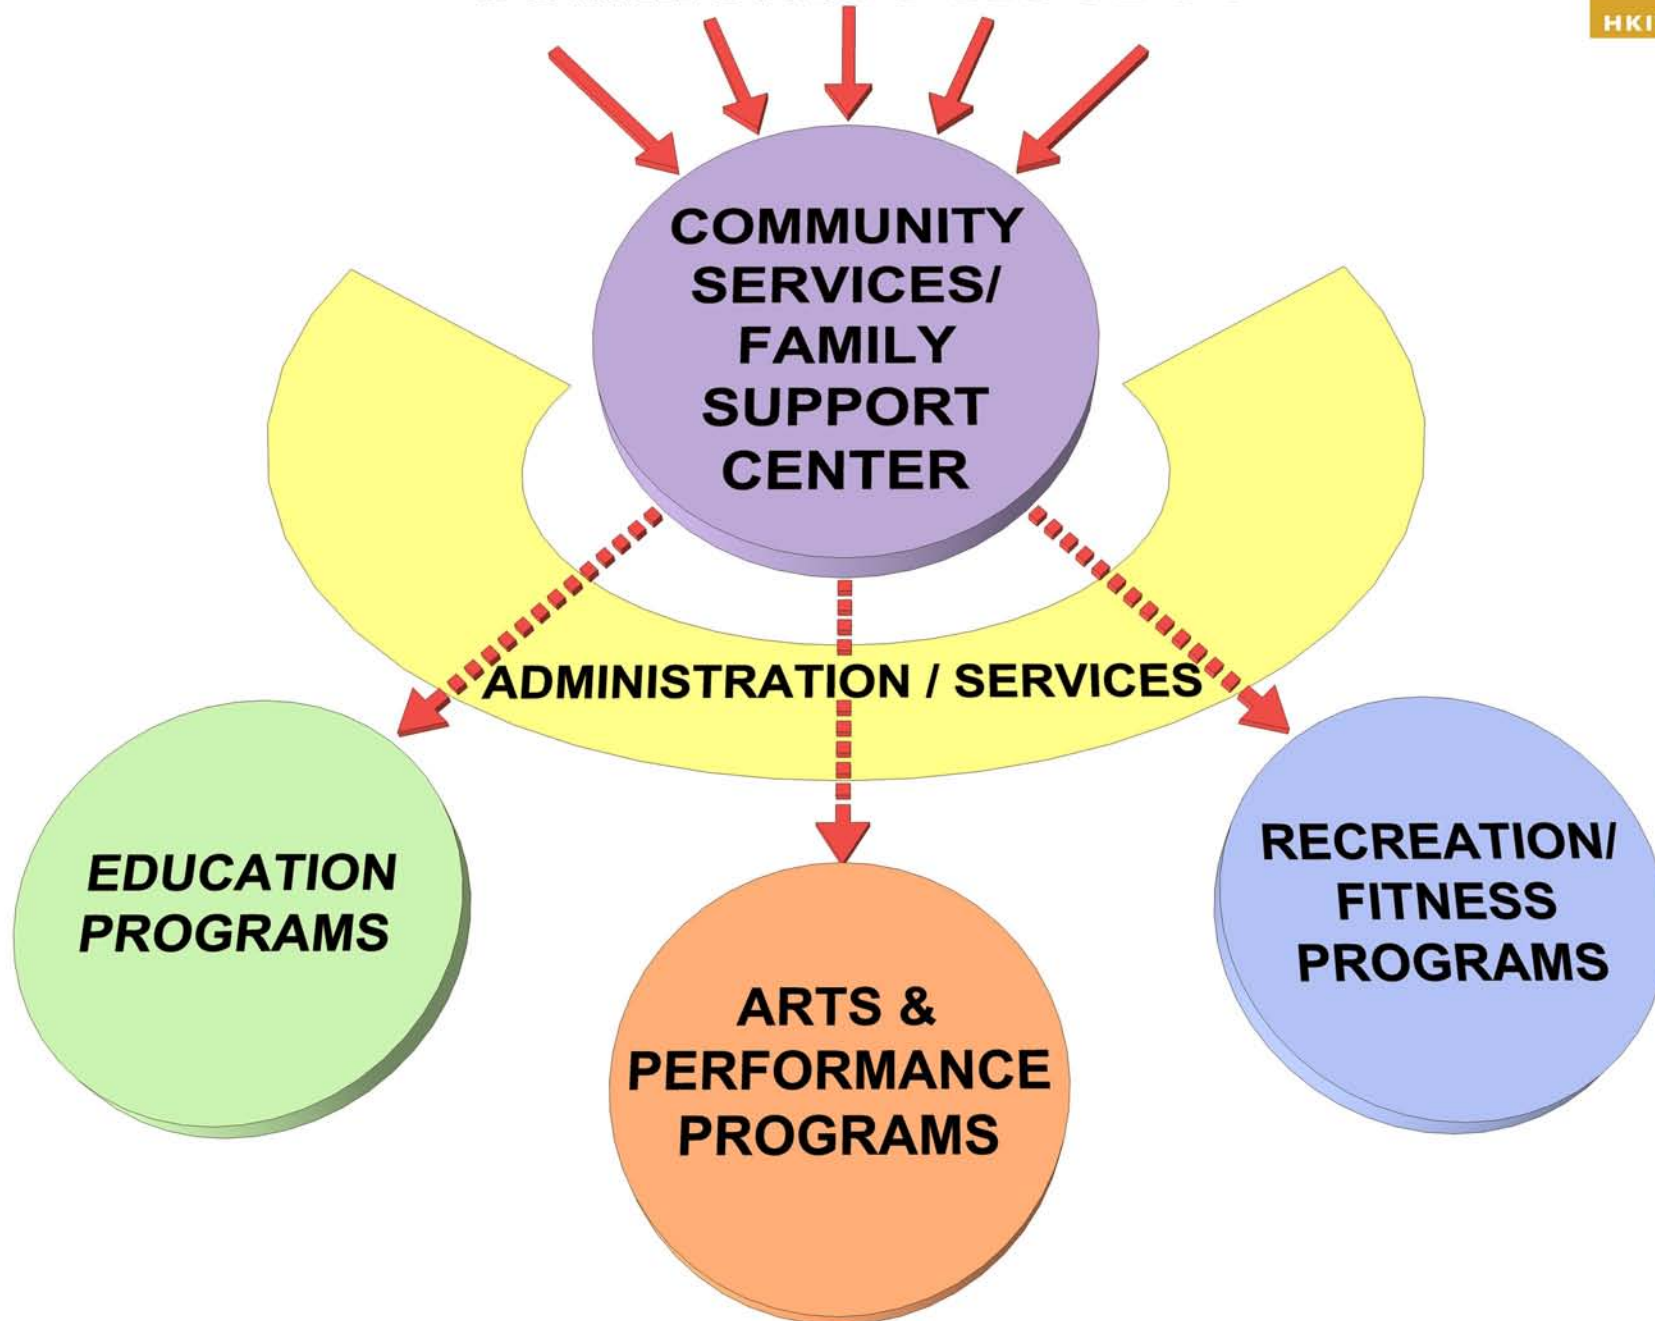 HKI
COMMUNITY
SERVICES/
FAMILY
SUPPORT
CENTER
ADMINISTRATION / SERVICES
EDUCATION
PROGRAMS
ARTS &
PERFORMANCE
PROGRAMS
RECREATION/
FITNESS
PROGRAMS